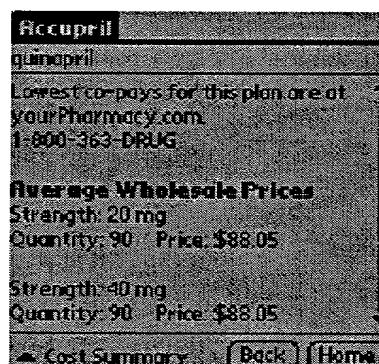 Accupril
quinapril
Lowest co-pays for this plan are at
yourPharmacy.com.
1-800-363-DRUG
Average Wholesale Prices
Strength: 20 mg
Quantity: 90 Price: $88.05
Strength: 40 mg
Quantity: 90 Price: $88.05
Cost Summary Back Home